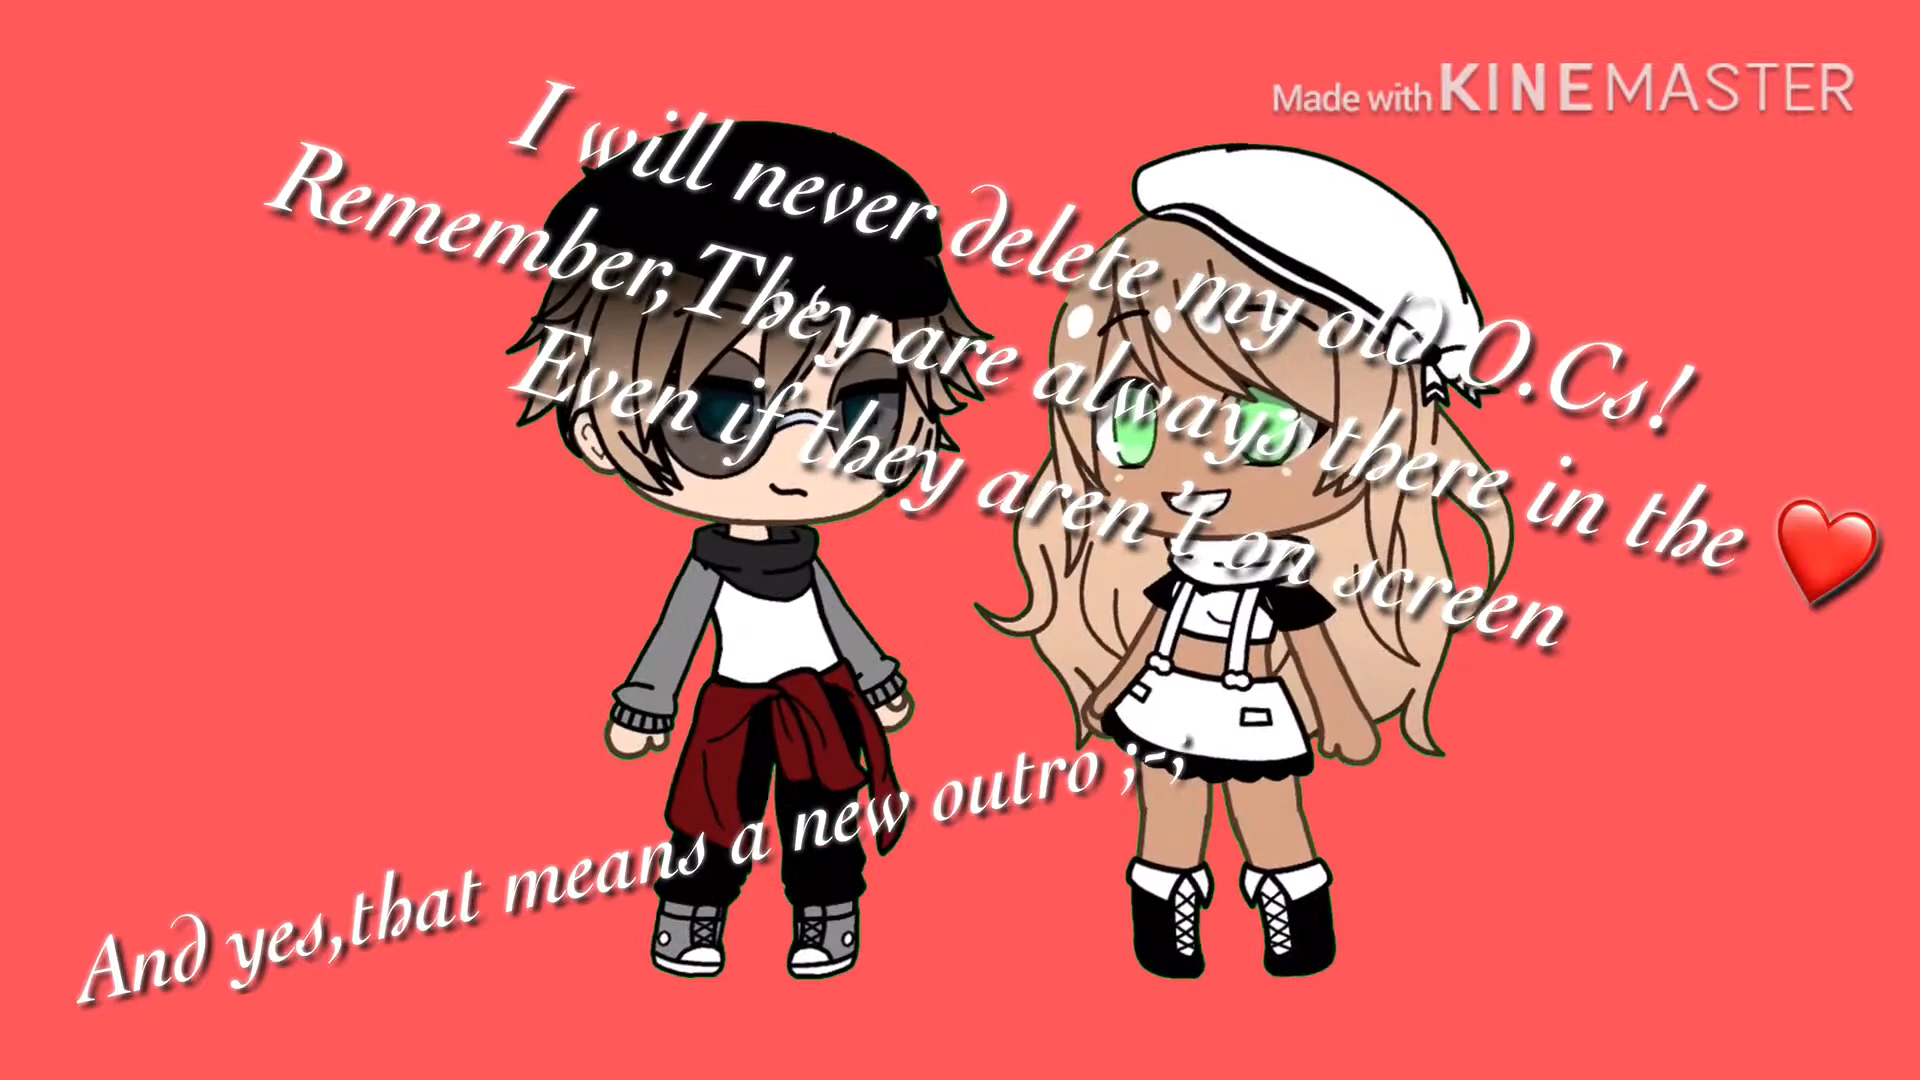 Made with KINEMASTER
I will never delete my old O.Cs!
Remember, They are always there in the ❤️
Even if they aren't on screen
And yes,that means a new outro ;-;